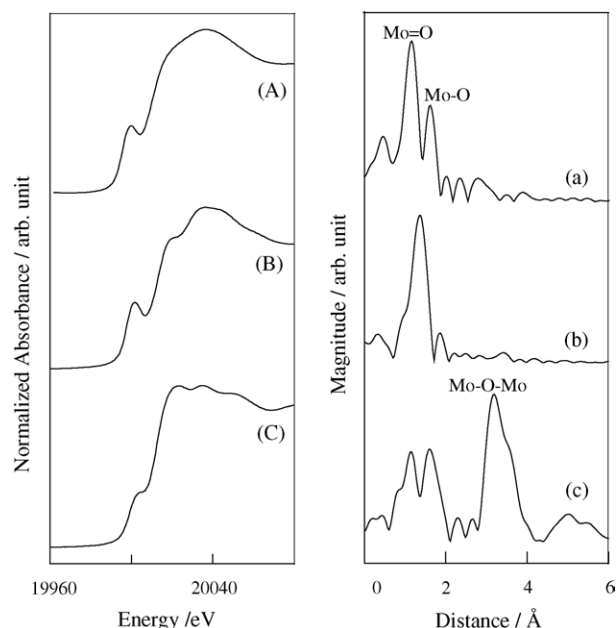 Normalized Absorbance / arb. unit
(A)
(B)
(C)
19960
20040
Energy /eV
Magnitude / arb. unit
Mo=O
Mo-O
(a)
(b)
Mo-O-Mo
(c)
0 2 4 6
Distance / Å